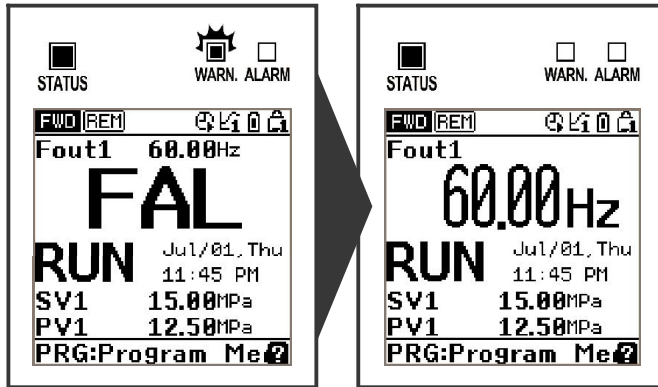 STATUS
WARN. ALARM
FWD REM
Fout1 60.00Hz
FAL
RUN
Jul/01,Thu
11:45 PM
SV1 15.00MPa
PV1 12.50MPa
PRG:Program Me?
STATUS
WARN. ALARM
FWD REM
Fout1
60.00Hz
RUN
Jul/01,Thu
11:45 PM
SV1 15.00MPa
PV1 12.50MPa
PRG:Program Me?